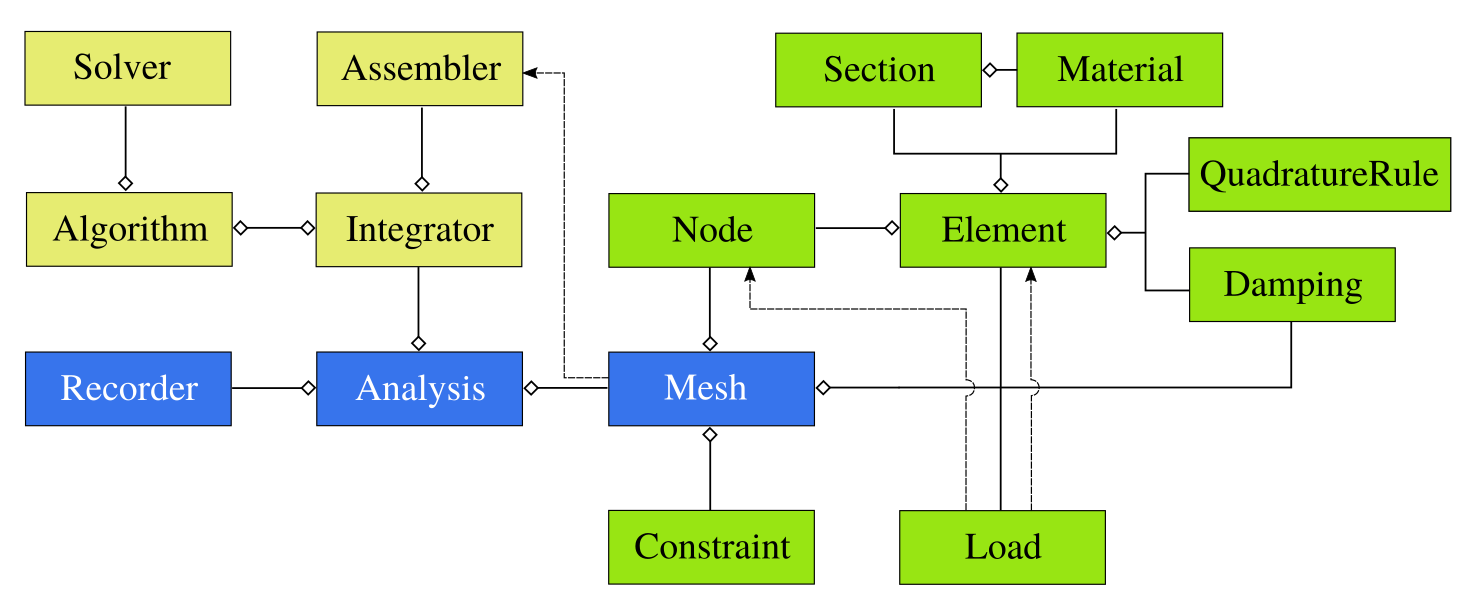 Solver
Assembler
Section
Material
QuadratureRule
Algorithm
Integrator
Node
Element
Damping
Recorder
Analysis
Mesh
Constraint
Load